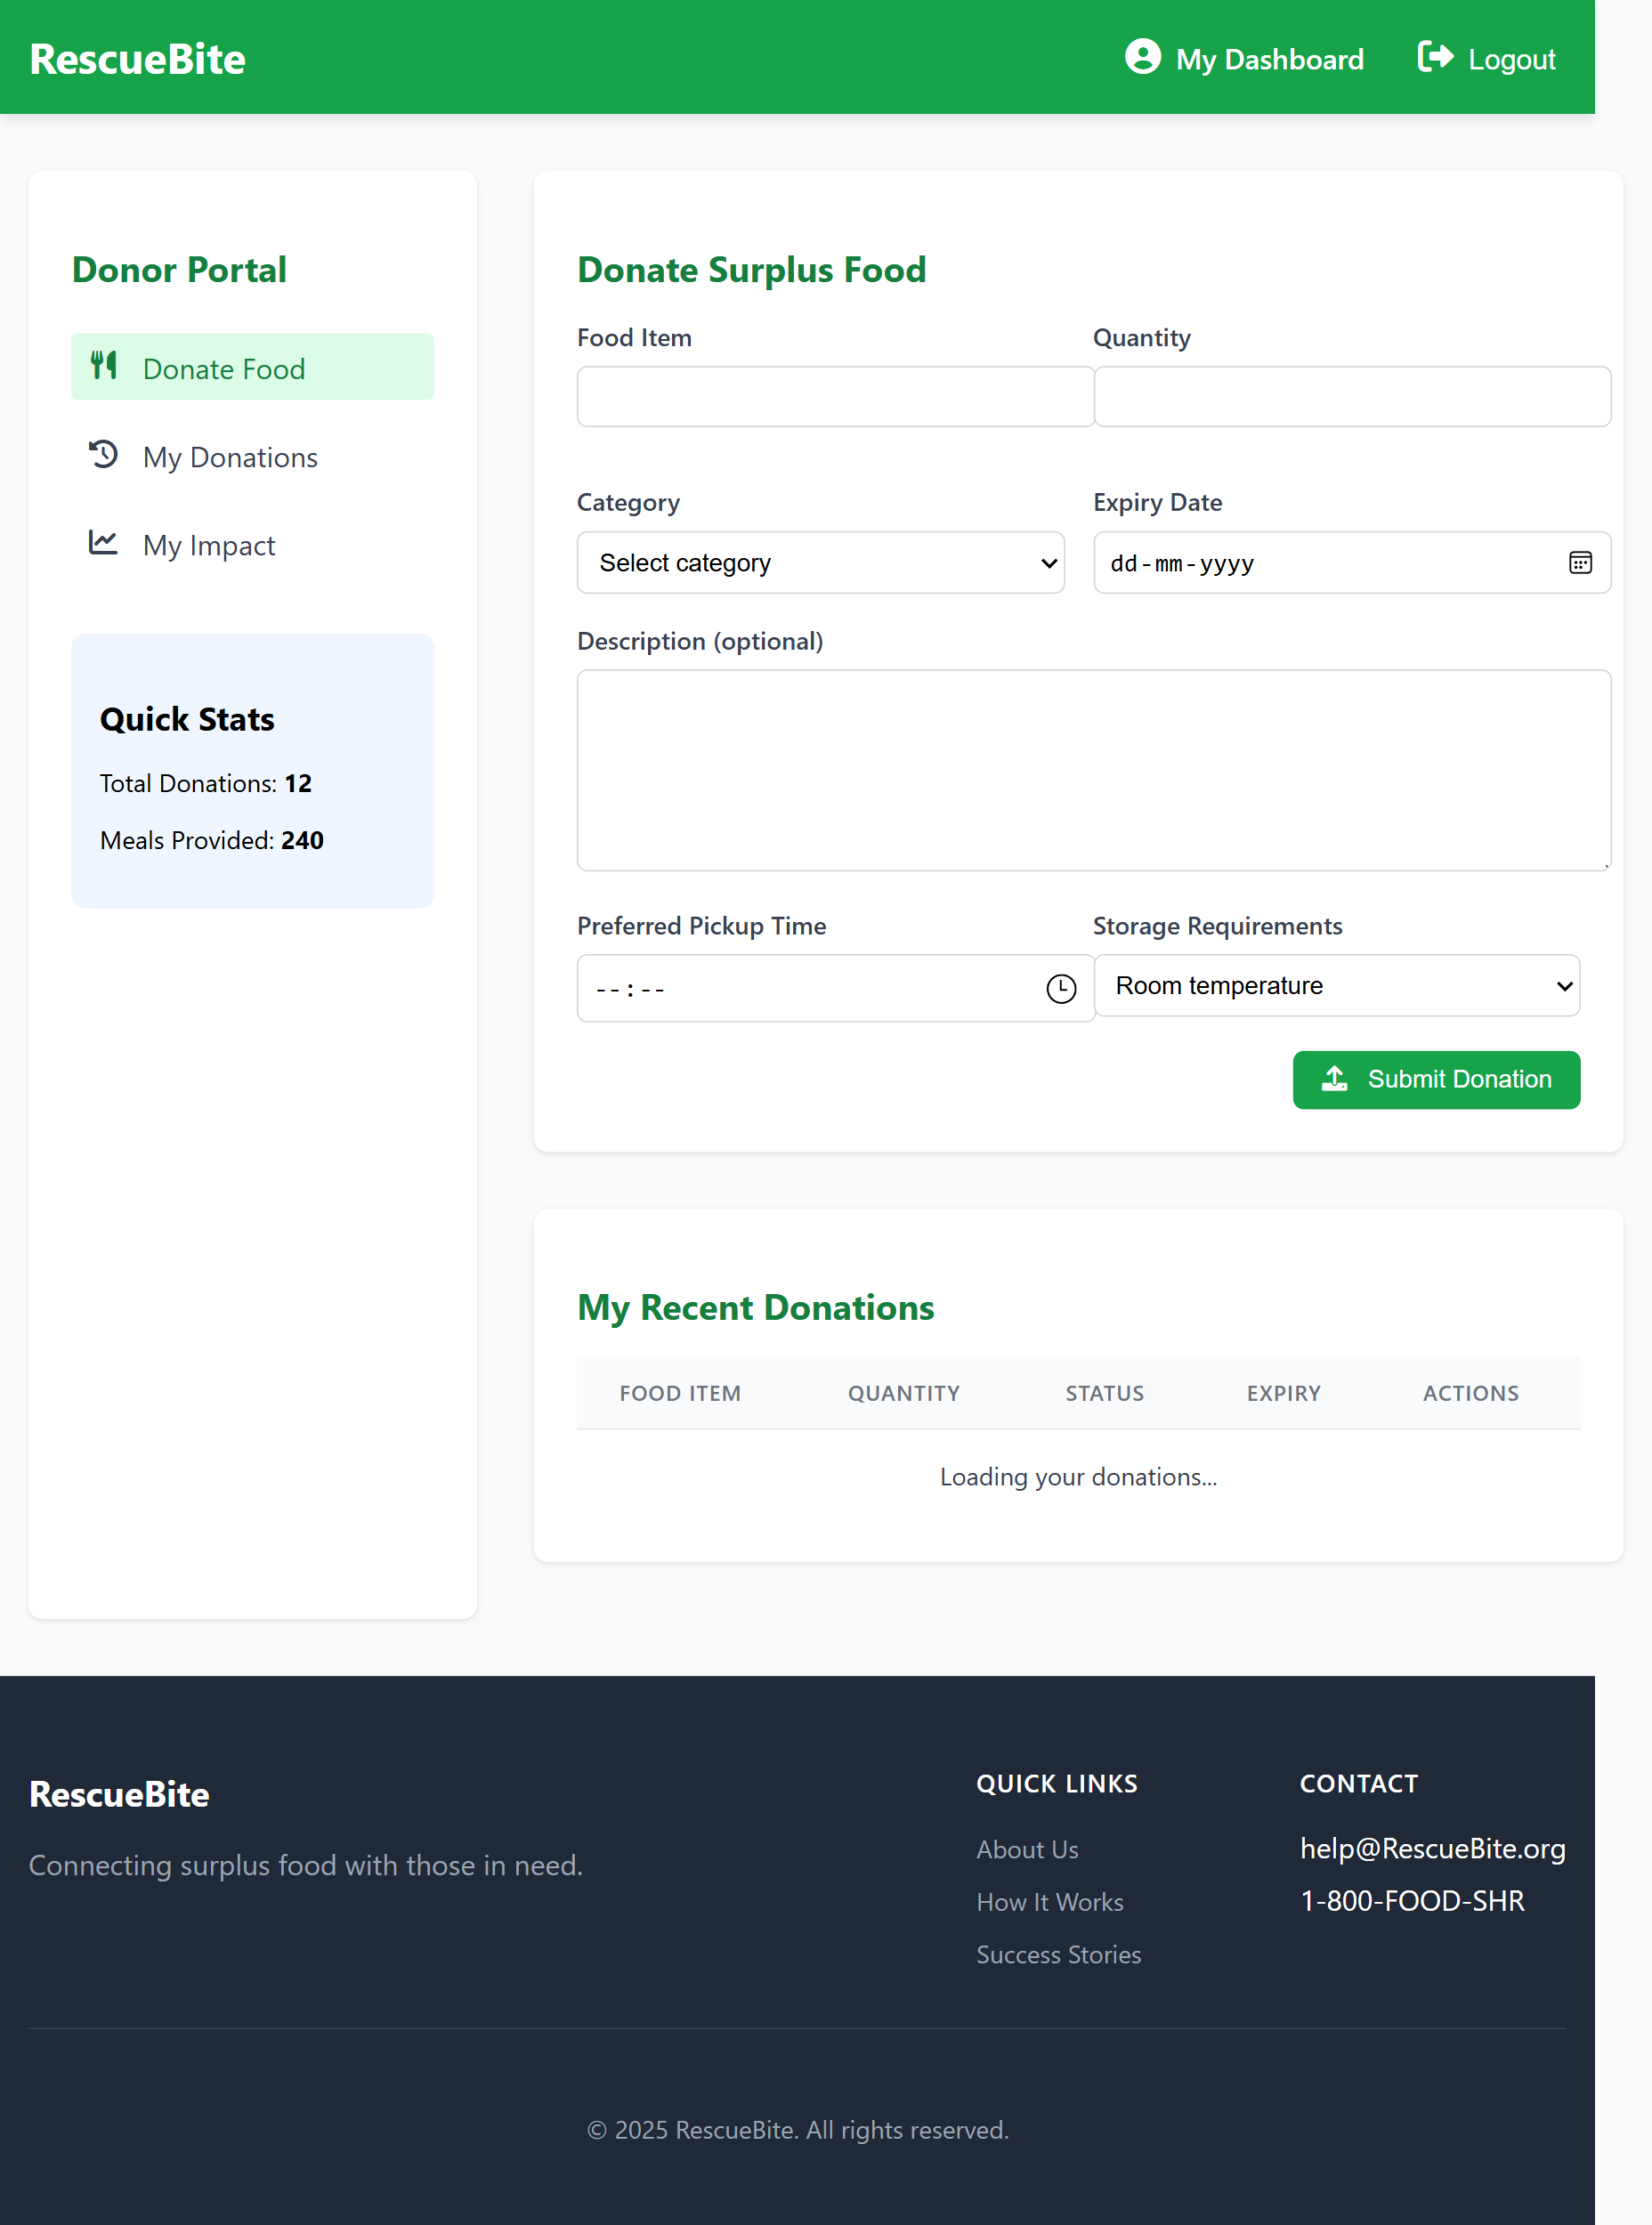 RescueBite
My Dashboard
Logout
Donor Portal
Donate Food
My Donations
My Impact
Quick Stats
Total Donations: 12
Meals Provided: 240
Donate Surplus Food
Food Item
Quantity
Category
Select category
Expiry Date
dd-mm-yyyy
Description (optional)
Preferred Pickup Time
--:--
Storage Requirements
Room temperature
Submit Donation
My Recent Donations
FOOD ITEM QUANTITY STATUS EXPIRY ACTIONS
Loading your donations...
RescueBite
Connecting surplus food with those in need.
QUICK LINKS
About Us
How It Works
Success Stories
CONTACT
help@RescueBite.org
1-800-FOOD-SHR
© 2025 RescueBite. All rights reserved.